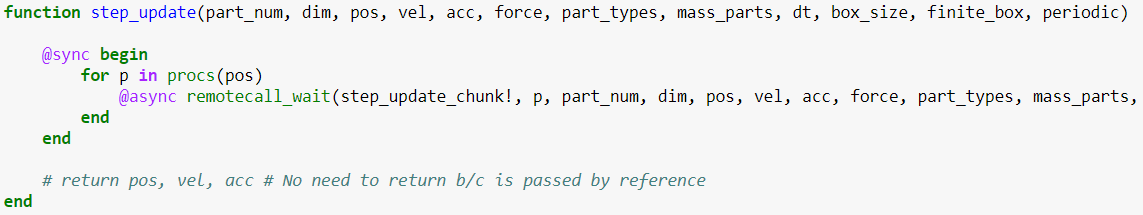 function step_update(part_num, dim, pos, vel, acc, force, part_types, mass_parts, dt, box_size, finite_box, periodic)
@sync begin
for p in procs(pos)
@async remotecall_wait(step_update_chunk!, p, part_num, dim, pos, vel, acc, force, part_types, mass_parts,
end
end
# return pos, vel, acc # No need to return b/c is passed by reference
end